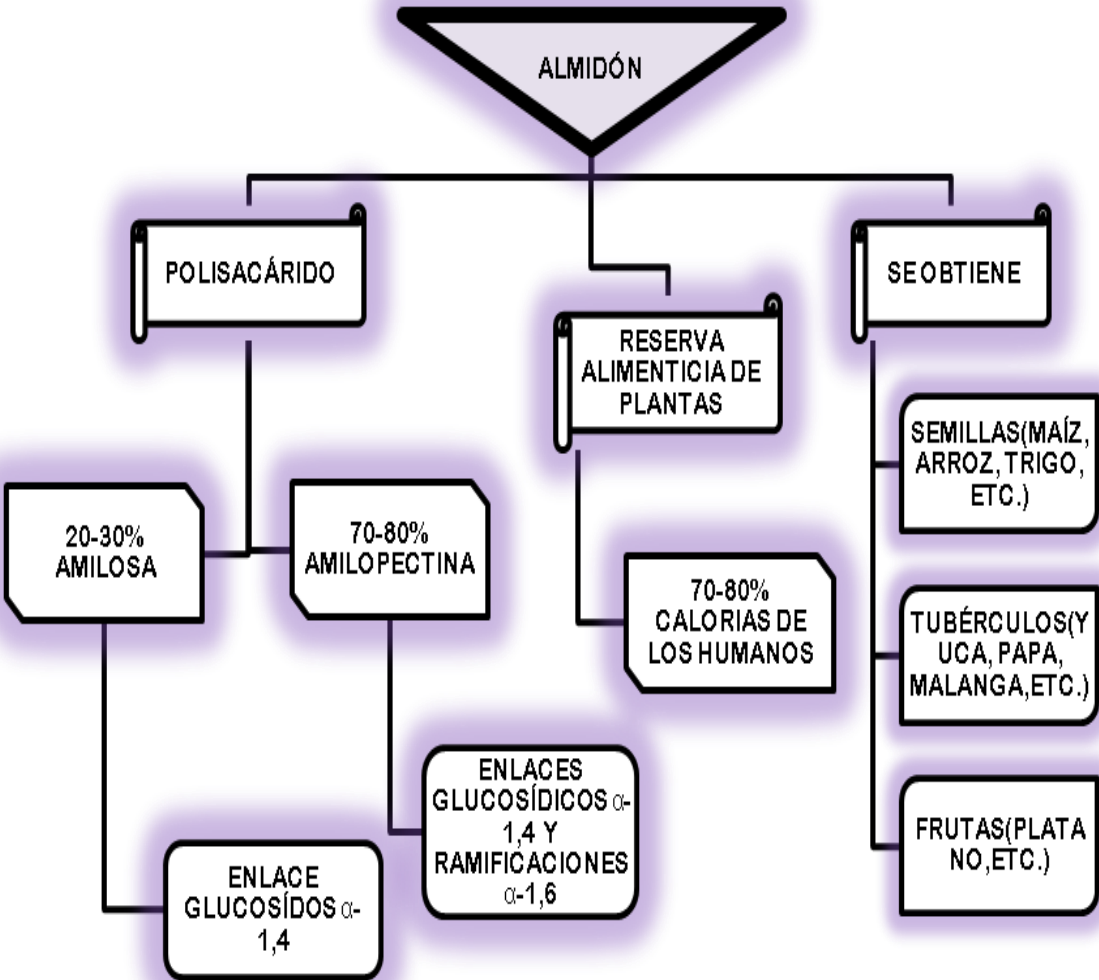 ALMIDÓN
POLISACÁRIDO
RESERVA
ALIMENTICIA DE
PLANTAS
SE OBTIENE
20-30%
AMILOSA
70-80%
AMILOPECTINA
ENLACE
GLUCOSÍDOS α-
1,4
ENLACES
GLUCOSÍDICOS α-
1,4 Y
RAMIFICACIONES
α-1,6
70-80%
CALORIAS DE
LOS HUMANOS
SEMILLAS(MAÍZ,
ARROZ, TRIGO,
ETC.)
TUBÉRCULOS(Y
UCA, PAPA,
MALANGA,ETC.)
FRUTAS(PLATA
NO,ETC.)